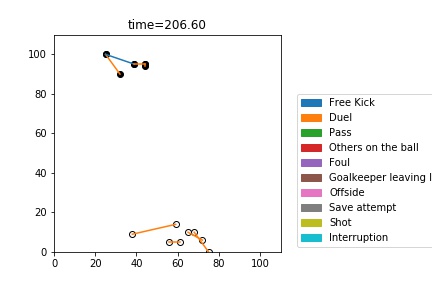 time=206.60
100
80
60
40
20
0
0 20 40 60 80 100
Free Kick
Duel
Pass
Others on the ball
Foul
Goalkeeper leaving l
Offside
Save attempt
Shot
Interruption